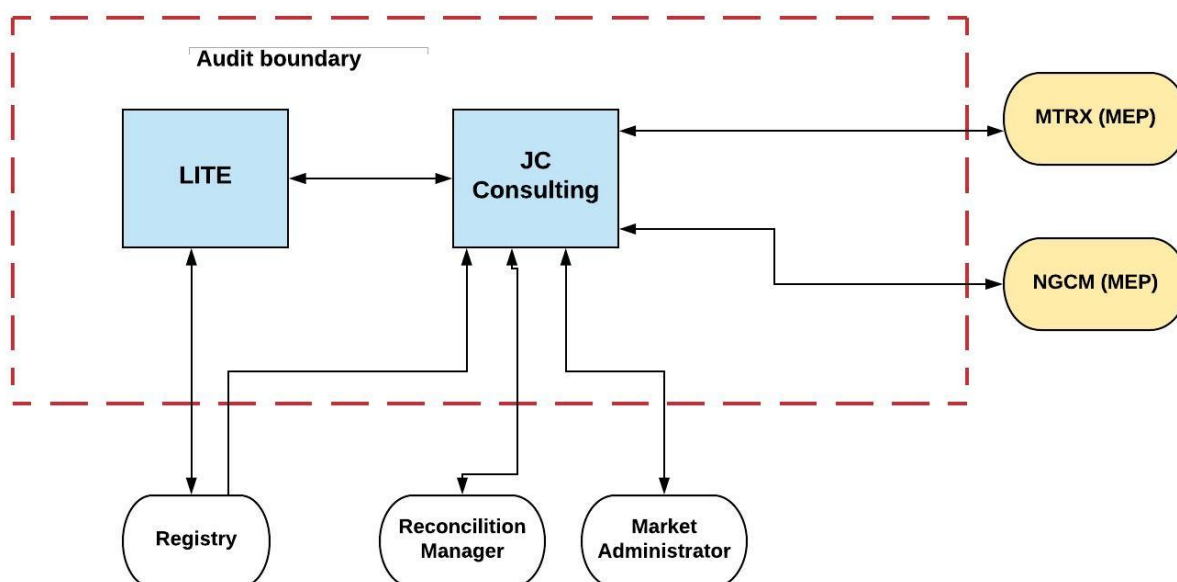 Audit boundary
LITE
JC
Consulting
MTRX (MEP)
NGCM (MEP)
Registry
Reconcilition
Manager
Market
Administrator